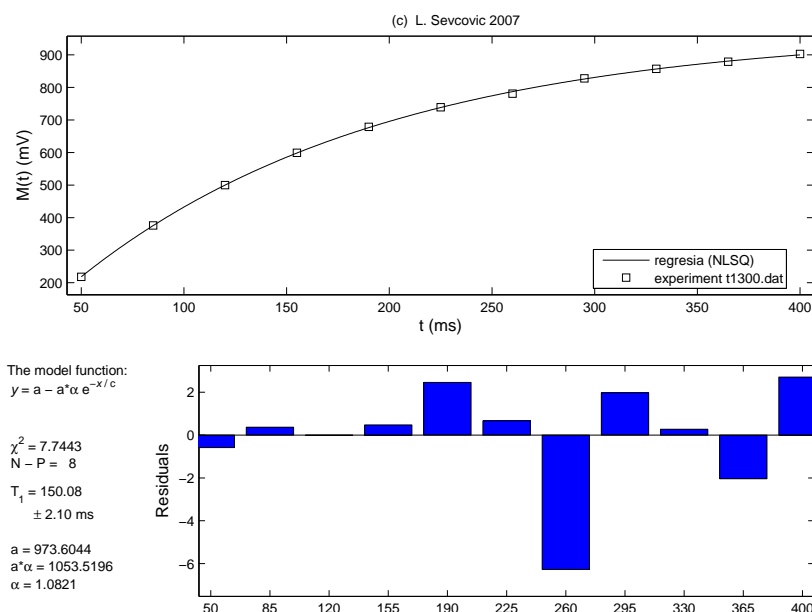 (c) L. Sevcovic 2007
M(t) (mV)
900
800
700
600
500
400
300
200
50 100 150 200 250 300 350 400
t (ms)
regresia (NLSQ)
experiment t1300.dat
The model function:
y = a − a*α e^{−x / c}
χ² = 7.7443
N − P = 8
T₁ = 150.08
± 2.10 ms
a = 973.6044
a*α = 1053.5196
α = 1.0821
Residuals
2
0
−2
−4
−6
50 85 120 155 190 225 260 295 330 365 400